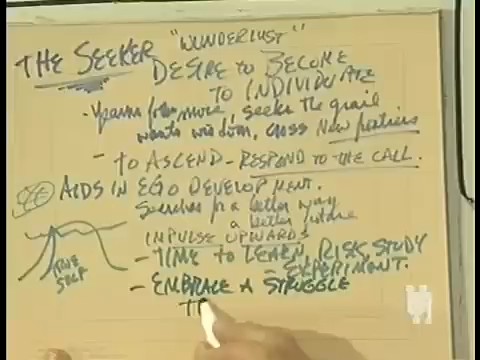 THE SEEKER "WUNDERLUST"
DESIRE TO BECOME
TO INDIVIDUATE
- Yearns for more, seeks the grail
wants wisdom, cross New frontiers
- TO ASCEND - RESPOND TO THE CALL.
AIDS IN EGO DEVELOPMENT.
Searches for a better way
a better future
IMPULSE UPWARDS
- TIME TO LEARN, RISK, STUDY
- EXPERIMENT.
TRUE
SELF
- EMBRACE A STRUGGLE